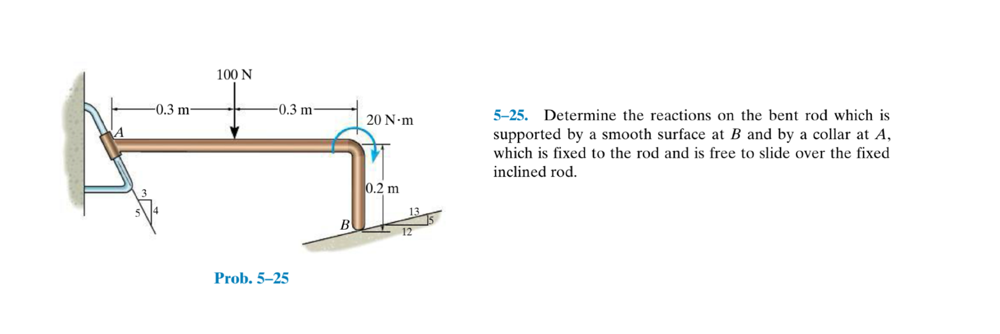 100 N
0.3 m
0.3 m
20 N·m
A
0.2 m
3
5
4
B
13
5
12
Prob. 5–25
5–25. Determine the reactions on the bent rod which is
supported by a smooth surface at B and by a collar at A,
which is fixed to the rod and is free to slide over the fixed
inclined rod.